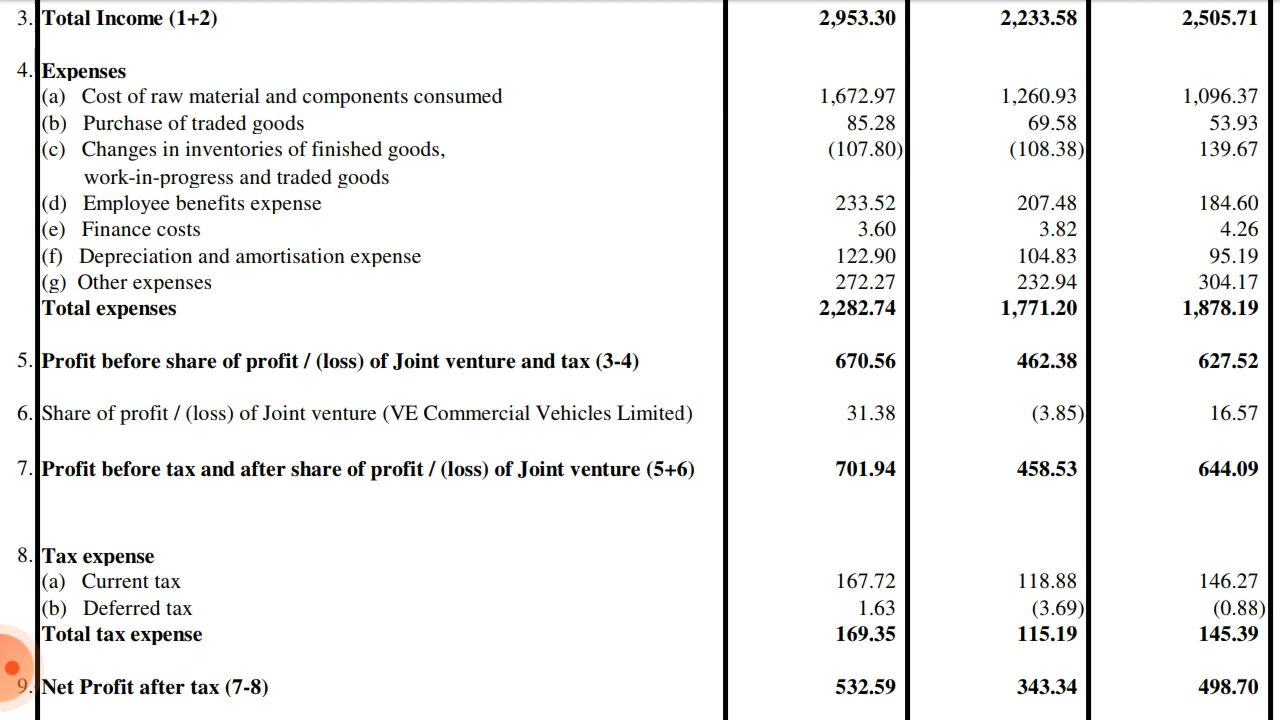 3. Total Income (1+2) 2,953.30 2,233.58 2,505.71
4. Expenses
(a) Cost of raw material and components consumed 1,672.97 1,260.93 1,096.37
(b) Purchase of traded goods 85.28 69.58 53.93
(c) Changes in inventories of finished goods, (107.80) (108.38) 139.67
work-in-progress and traded goods
(d) Employee benefits expense 233.52 207.48 184.60
(e) Finance costs 3.60 3.82 4.26
(f) Depreciation and amortisation expense 122.90 104.83 95.19
(g) Other expenses 272.27 232.94 304.17
Total expenses 2,282.74 1,771.20 1,878.19
5. Profit before share of profit / (loss) of Joint venture and tax (3-4) 670.56 462.38 627.52
6. Share of profit / (loss) of Joint venture (VE Commercial Vehicles Limited) 31.38 (3.85) 16.57
7. Profit before tax and after share of profit / (loss) of Joint venture (5+6) 701.94 458.53 644.09
8. Tax expense
(a) Current tax 167.72 118.88 146.27
(b) Deferred tax 1.63 (3.69) (0.88)
Total tax expense 169.35 115.19 145.39
9. Net Profit after tax (7-8) 532.59 343.34 498.70